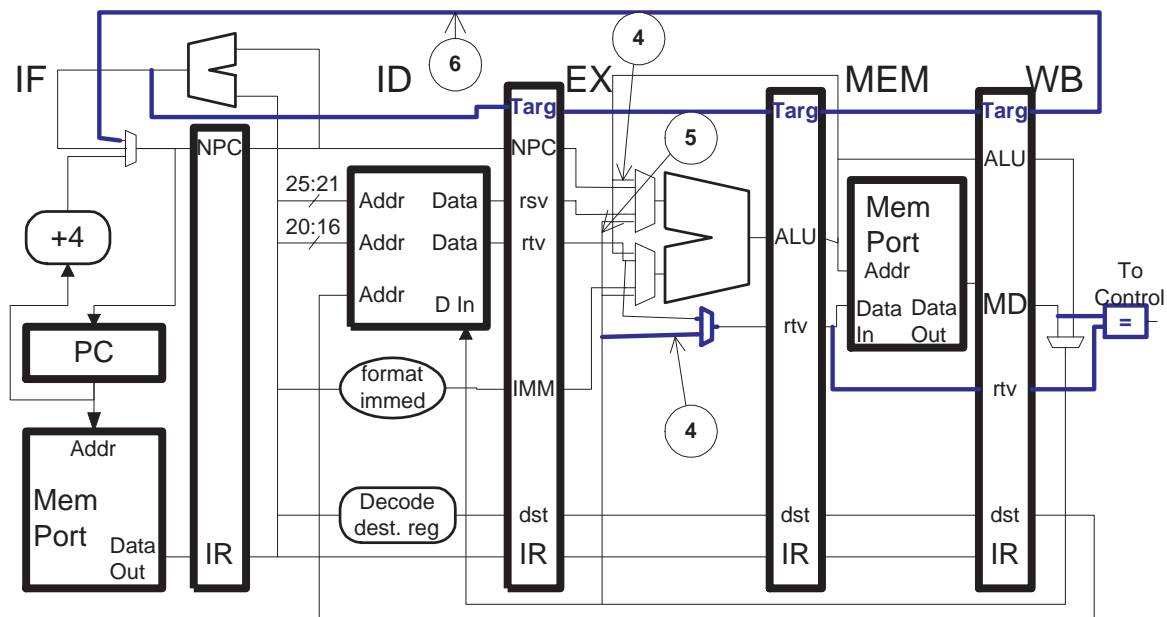 IF
ID
EX
MEM
WB
6
4
5
4
Targ
Targ
Targ
NPC
NPC
+4
PC
Addr
Mem
Port
Data
Out
IR
25:21
20:16
Addr
Data
Addr
Data
Addr
D In
rsv
rtv
format
immed
IMM
Decode
dest. reg
dst
IR
ALU
rtv
dst
IR
Mem
Port
Addr
Data
In
Data
Out
ALU
MD
rtv
dst
IR
To
Control
=